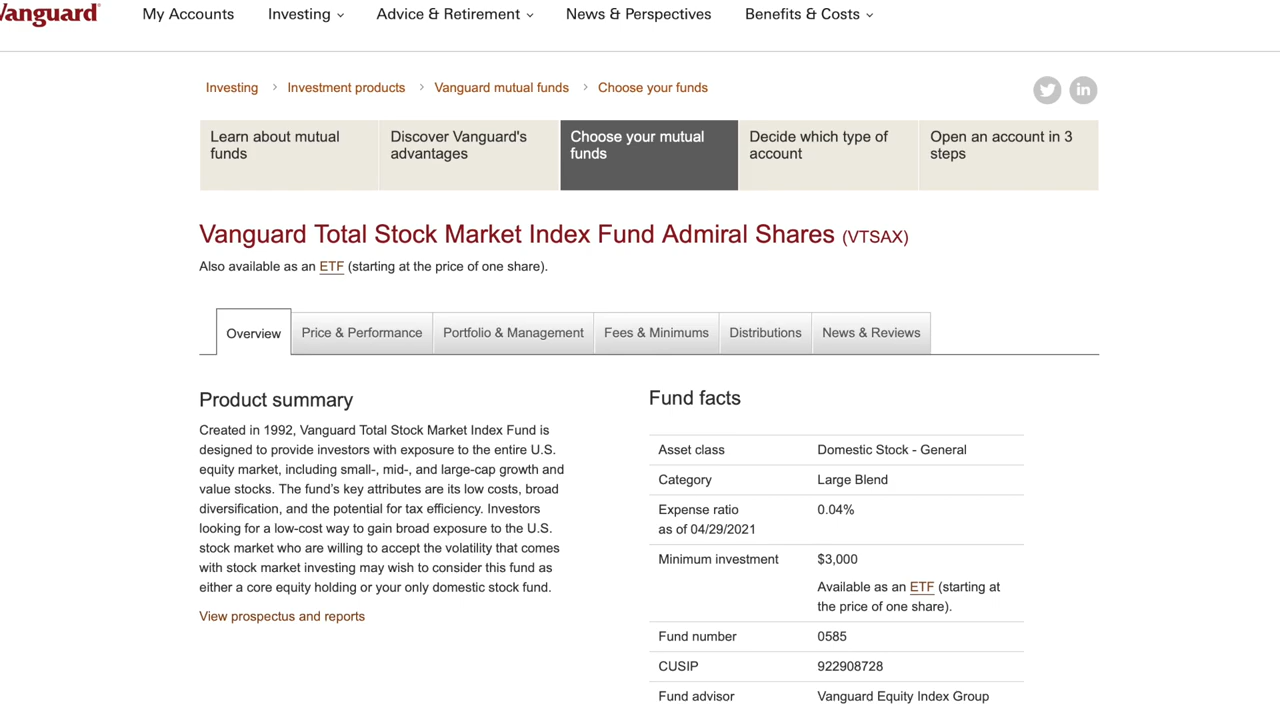 Vanguard
My Accounts Investing Advice & Retirement News & Perspectives Benefits & Costs
Investing > Investment products > Vanguard mutual funds > Choose your funds
in
Learn about mutual
funds
Discover Vanguard's
advantages
Choose your mutual
funds
Decide which type of
account
Open an account in 3
steps
Vanguard Total Stock Market Index Fund Admiral Shares (VTSAX)
Also available as an ETF (starting at the price of one share).
Overview Price & Performance Portfolio & Management Fees & Minimums Distributions News & Reviews
Product summary
Created in 1992, Vanguard Total Stock Market Index Fund is
designed to provide investors with exposure to the entire U.S.
equity market, including small-, mid-, and large-cap growth and
value stocks. The fund's key attributes are its low costs, broad
diversification, and the potential for tax efficiency. Investors
looking for a low-cost way to gain broad exposure to the U.S.
stock market who are willing to accept the volatility that comes
with stock market investing may wish to consider this fund as
either a core equity holding or your only domestic stock fund.
View prospectus and reports
Fund facts
Asset class Domestic Stock - General
Category Large Blend
Expense ratio 0.04%
as of 04/29/2021
Minimum investment $3,000
Available as an ETF (starting at
the price of one share).
Fund number 0585
CUSIP 922908728
Fund advisor Vanguard Equity Index Group